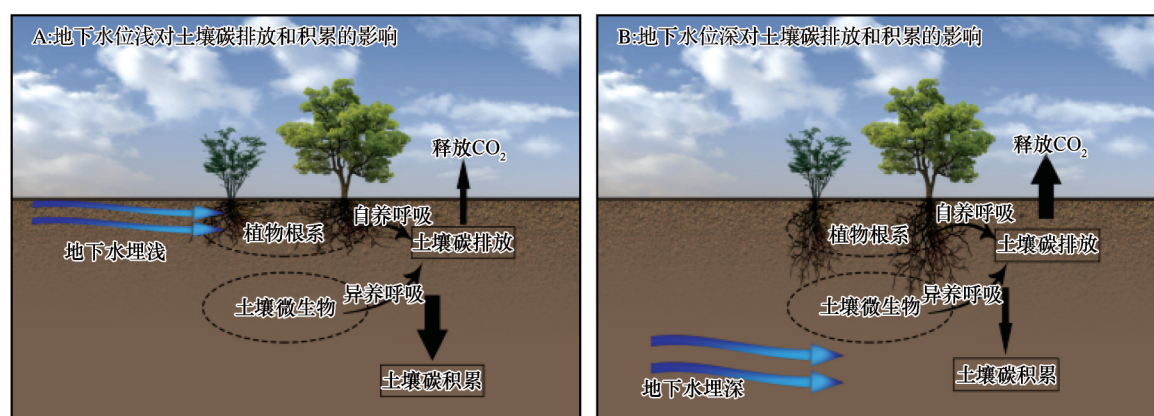 A:地下水位浅对土壤碳排放和积累的影响
释放CO₂
自养呼吸
植物根系
土壤碳排放
地下水埋浅
异养呼吸
土壤微生物
土壤碳积累
B:地下水位深对土壤碳排放和积累的影响
释放CO₂
自养呼吸
植物根系
土壤碳排放
异养呼吸
土壤微生物
土壤碳积累
地下水埋深